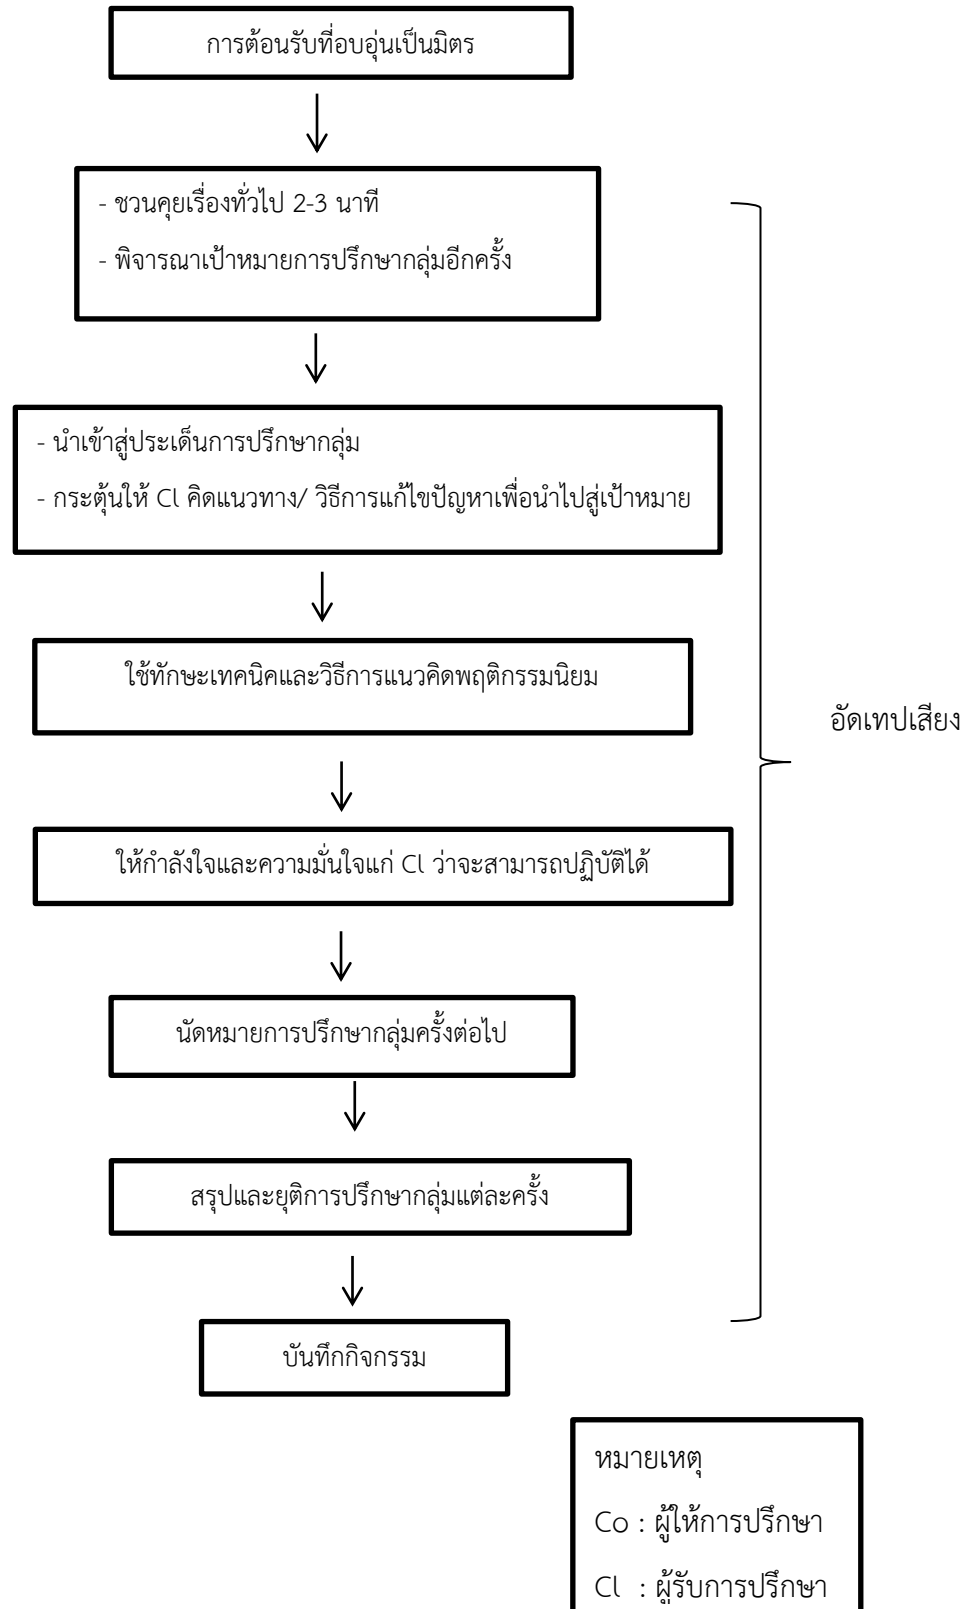 การต้อนรับที่อบอุ่นเป็นมิตร
- ชวนคุยเรื่องทั่วไป 2-3 นาที
- พิจารณาเป้าหมายการปรึกษากลุ่มอีกครั้ง
- นำเข้าสู่ประเด็นการปรึกษากลุ่ม
- กระตุ้นให้ Cl คิดแนวทาง/ วิธีการแก้ไขปัญหาเพื่อนำไปสู่เป้าหมาย
ใช้ทักษะเทคนิคและวิธีการแนวคิดพฤติกรรมนิยม
อัดเทปเสียง
ให้กำลังใจและความมั่นใจแก่ Cl ว่าจะสามารถปฏิบัติได้
นัดหมายการปรึกษากลุ่มครั้งต่อไป
สรุปและยุติการปรึกษากลุ่มแต่ละครั้ง
บันทึกกิจกรรม
หมายเหตุ
Co : ผู้ให้การปรึกษา
Cl : ผู้รับการปรึกษา